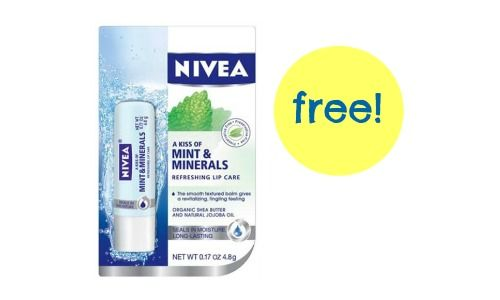 NIVEA
A KISS OF
MINT &
MINERALS
REFRESHING LIP CARE
• The smooth textured balm gives
a revitalizing, tingling feeling
ORGANIC SHEA BUTTER
AND NATURAL JOJOBA OIL
SEALS IN MOISTURE
LONG-LASTING
NET WT 0.17 OZ 4.8g
NIVEA
A KISS OF
MINT & MINERALS
free!